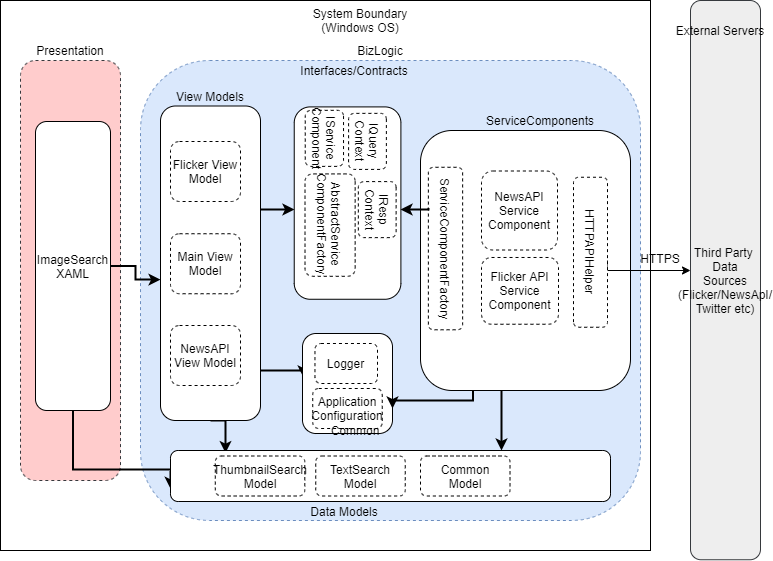 System Boundary
(Windows OS)
External Servers
Presentation
BizLogic
Interfaces/Contracts
View Models
ServiceComponents
ImageSearch
XAML
Flicker View
Model
Main View
Model
NewsAPI
View Model
IService
Component
IQuery
Context
AbstractService
ComponentFactory
IResp
Context
ServiceComponentFactory
NewsAPI
Service
Component
Flicker API
Service
Component
HTTPAPIHelper
HTTPS
Third Party
Data
Sources
(Flicker/NewsApI/
Twitter etc)
Logger
Application
Configuration
Common
ThumbnailSearch
Model
TextSearch
Model
Common
Model
Data Models